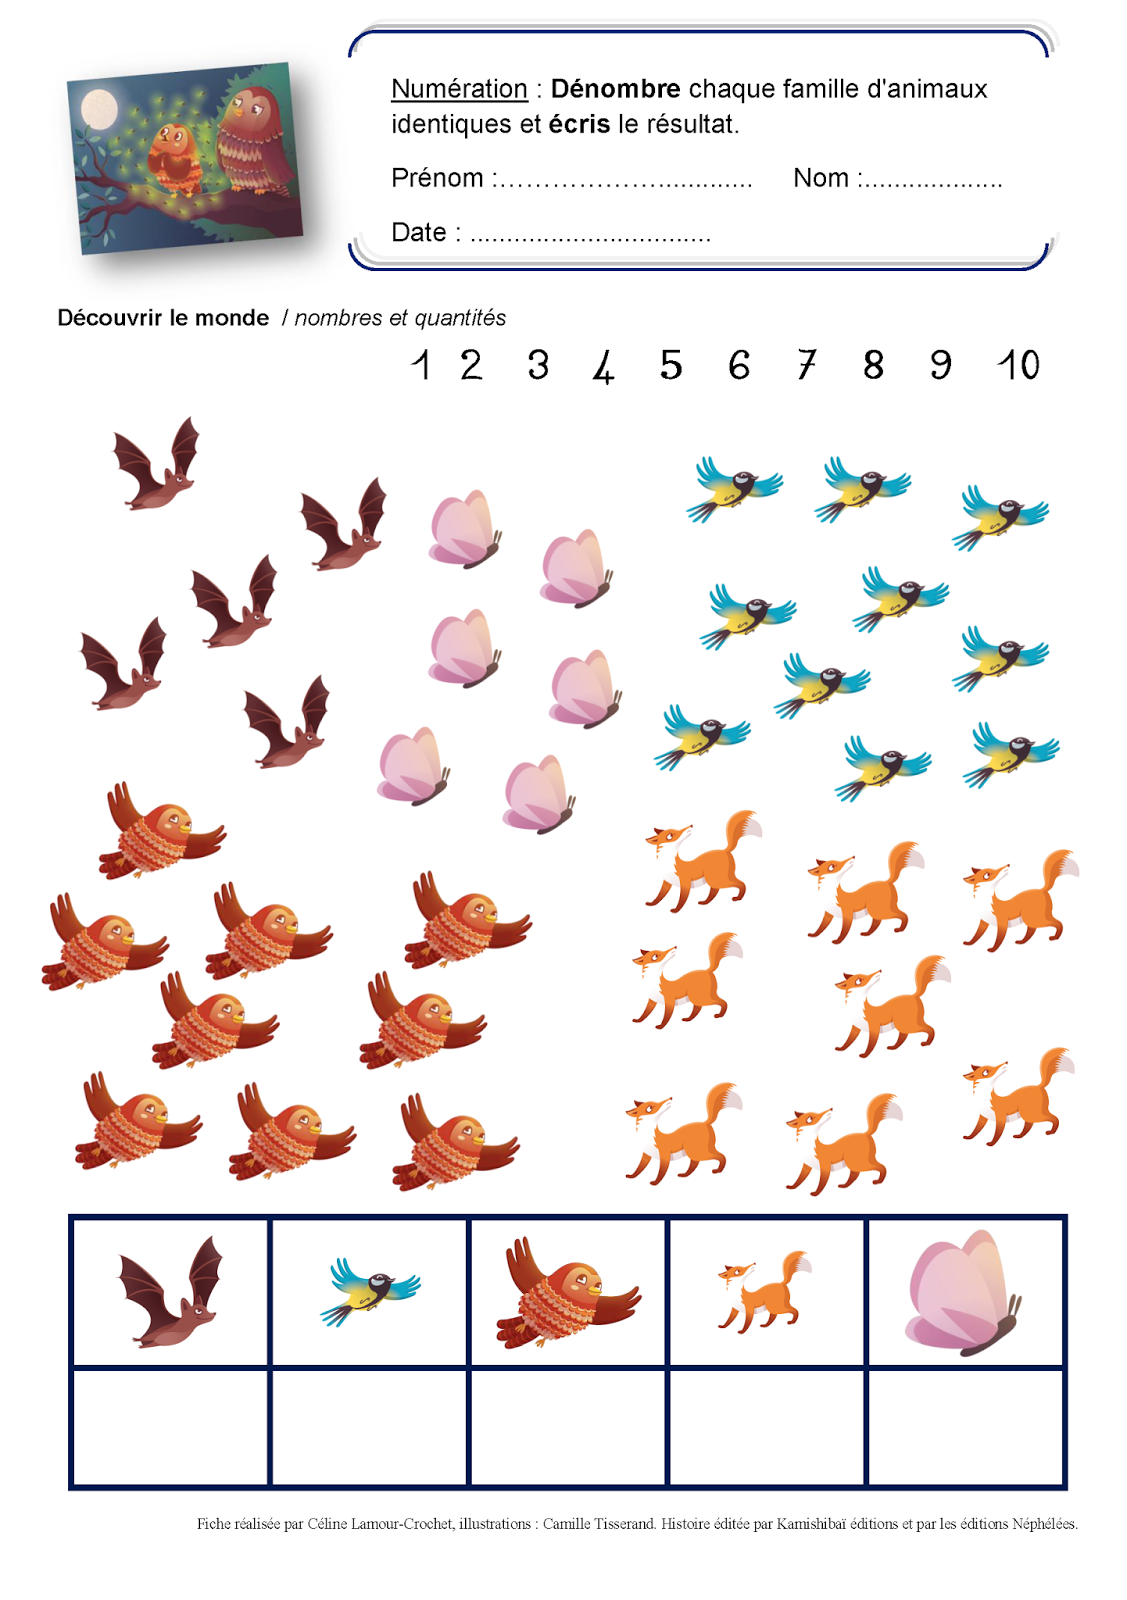 Numération : Dénombre chaque famille d'animaux
identiques et écris le résultat.
Prénom :……………….............. Nom :...................
Date : ..................................
Découvrir le monde / nombres et quantités
1 2 3 4 5 6 7 8 9 10
Fiche réalisée par Céline Lamour-Crochet, illustrations : Camille Tisserand. Histoire éditée par Kamishibaï éditions et par les éditions Néphélées.